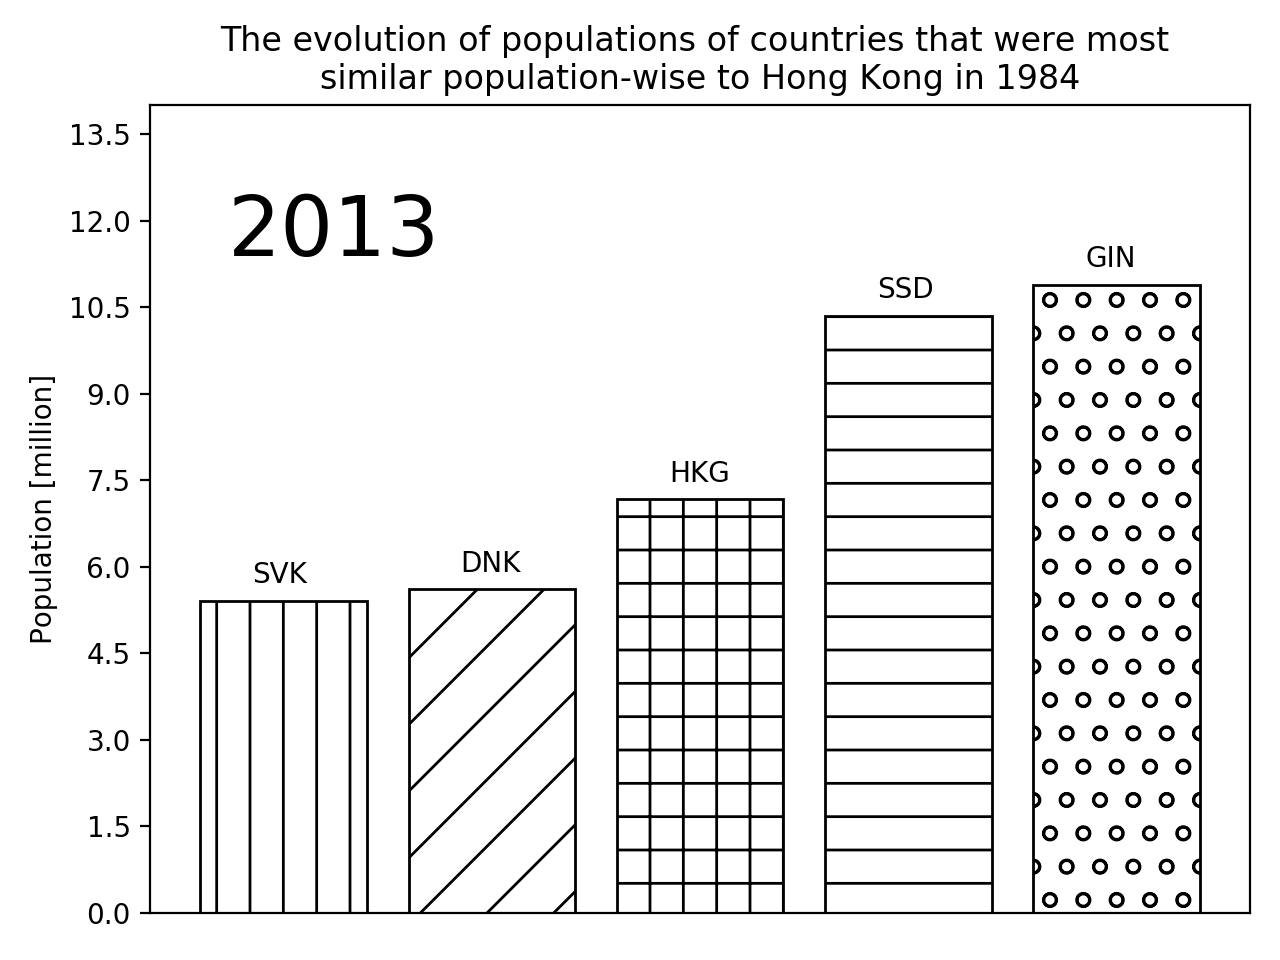 The evolution of populations of countries that were most
similar population-wise to Hong Kong in 1984
13.5
12.0
10.5
9.0
7.5
6.0
4.5
3.0
1.5
0.0
Population [million]
2013
SVK
DNK
HKG
SSD
GIN